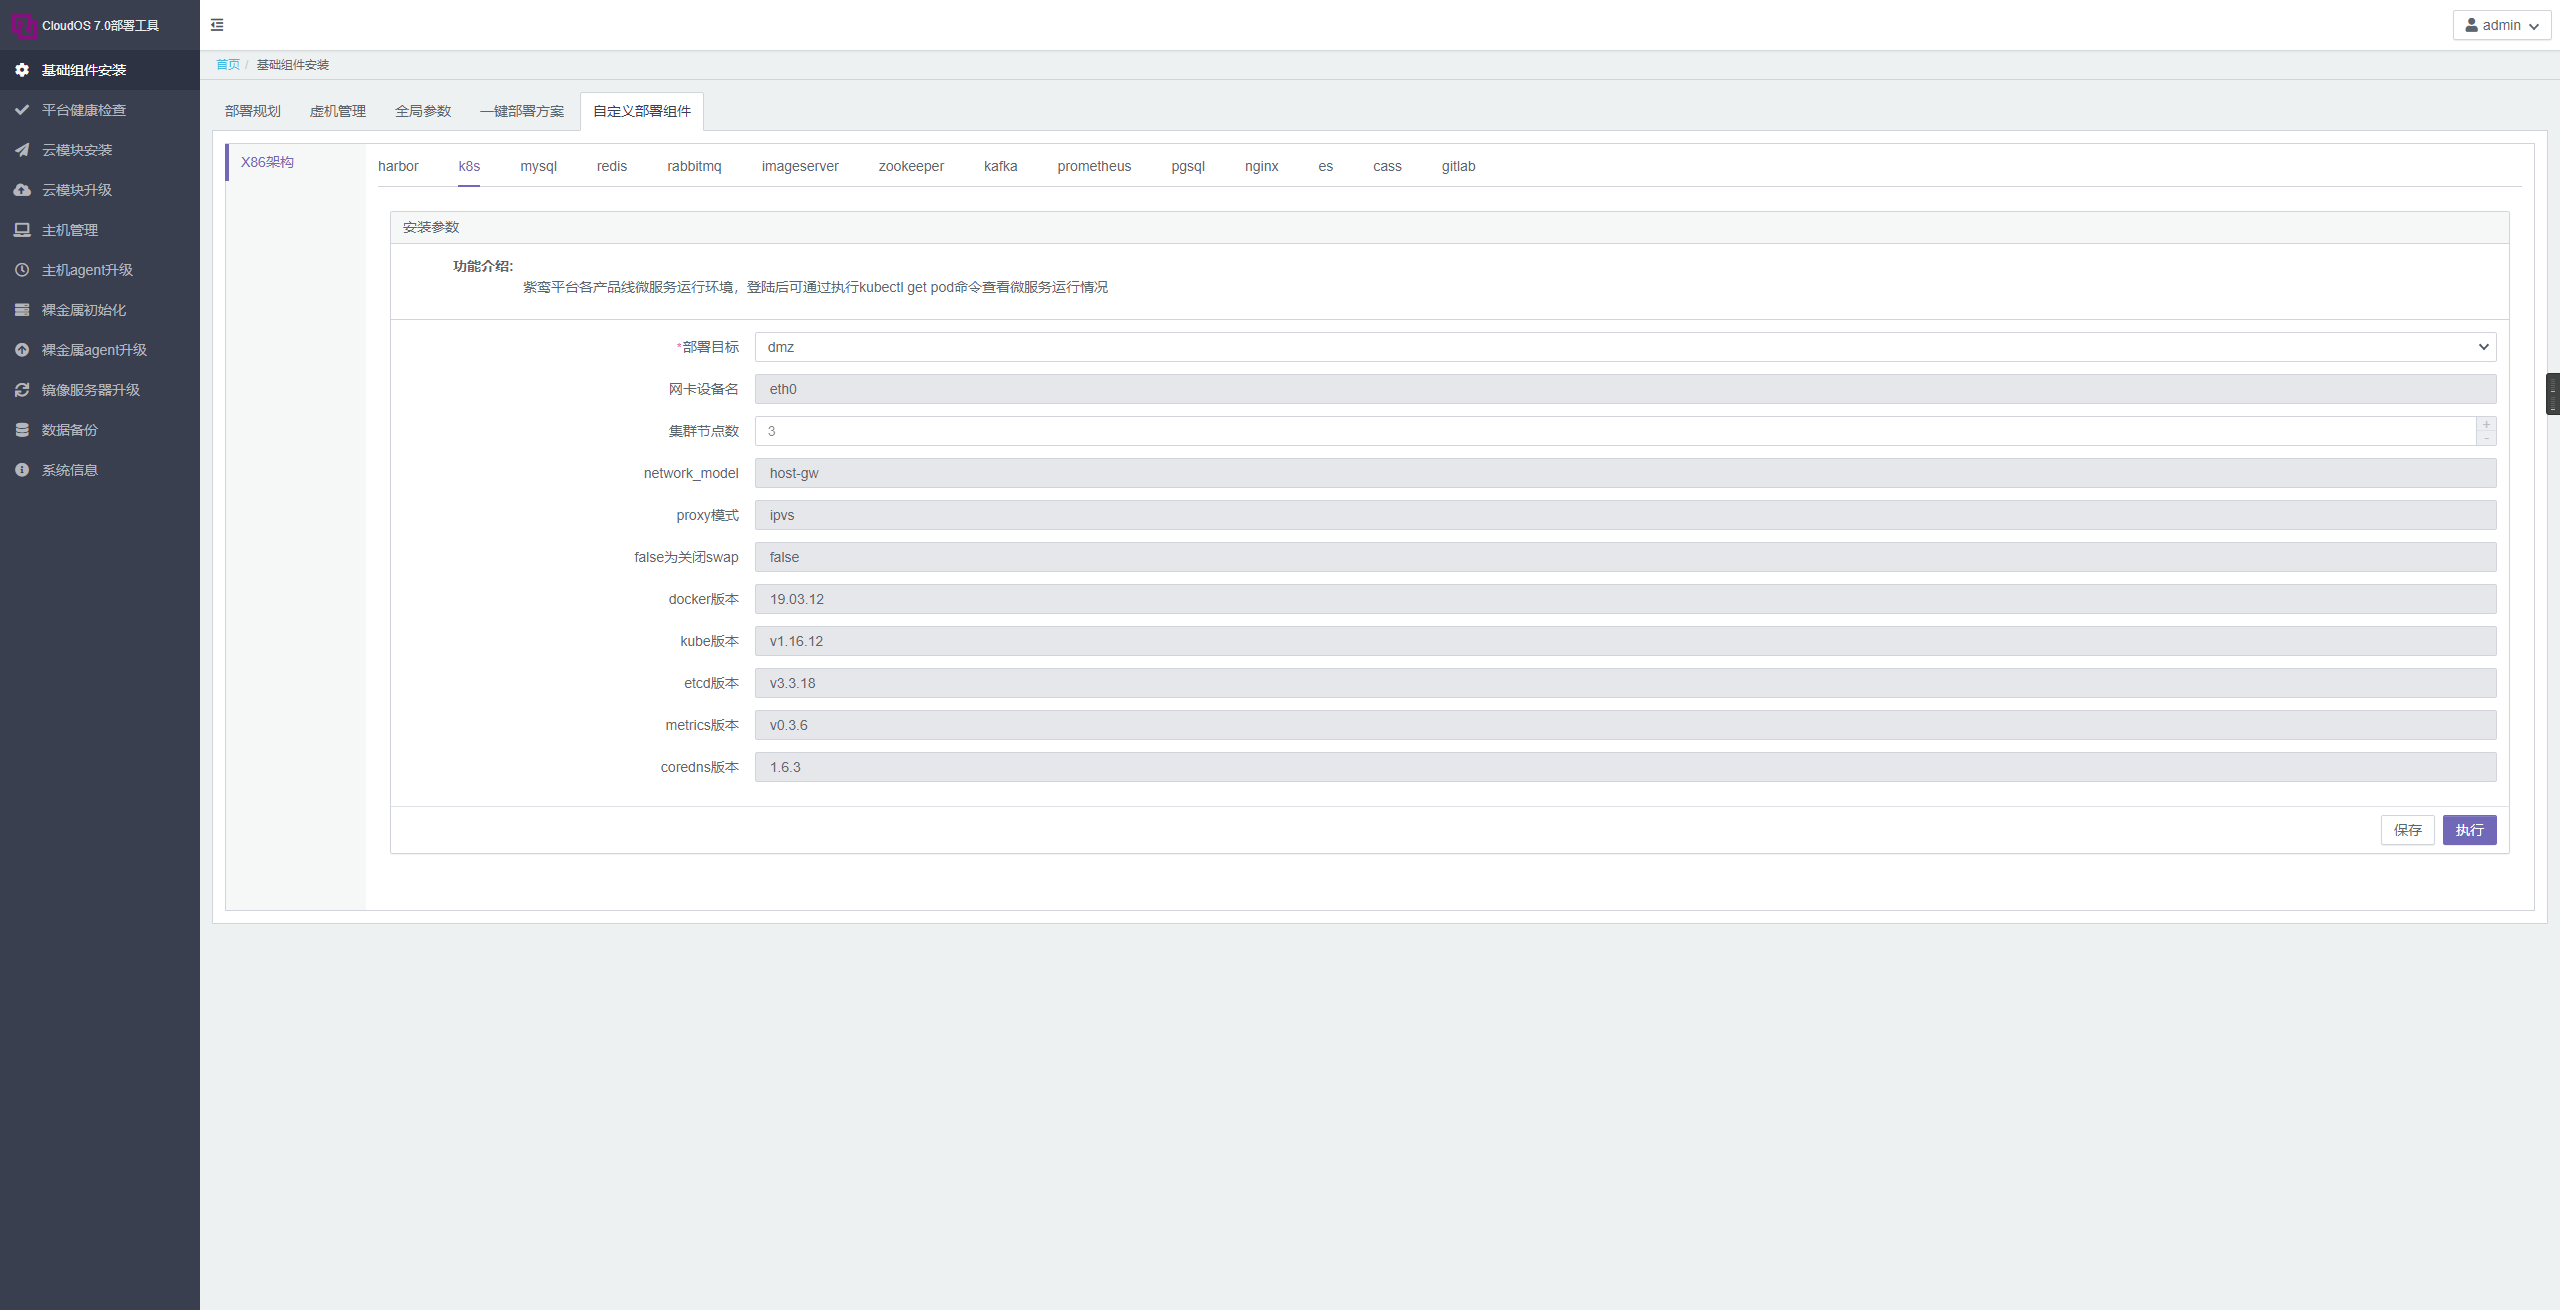 CloudOS 7.0部署工具
admin
基础组件安装
平台健康检查
云模块安装
云模块升级
主机管理
主机agent升级
裸金属初始化
裸金属agent升级
镜像服务器升级
数据备份
系统信息
首页 / 基础组件安装
部署规划 虚机管理 全局参数 一键部署方案 自定义部署组件
X86架构
harbor k8s mysql redis rabbitmq imageserver zookeeper kafka prometheus pgsql nginx es cass gitlab
安装参数
功能介绍:
紫鸾平台各产品线微服务运行环境，登陆后可通过执行kubectl get pod命令查看微服务运行情况
*部署目标 dmz
网卡设备名 eth0
集群节点数 3
network_model host-gw
proxy模式 ipvs
false为关闭swap false
docker版本 19.03.12
kube版本 v1.16.12
etcd版本 v3.3.18
metrics版本 v0.3.6
coredns版本 1.6.3
保存 执行